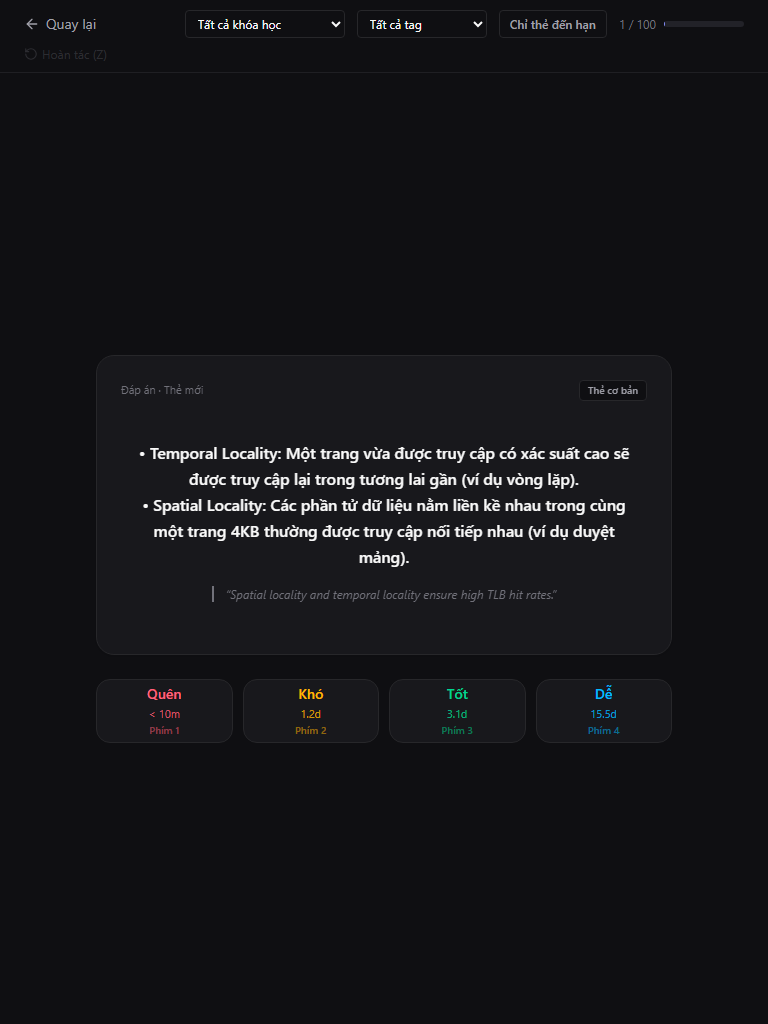 Quay lại
Tất cả khóa học
Tất cả tag
Chỉ thẻ đến hạn
1 / 100
Hoàn tác (Z)
Đáp án · Thẻ mới
Thẻ cơ bản
• Temporal Locality: Một trang vừa được truy cập có xác suất cao sẽ
được truy cập lại trong tương lai gần (ví dụ vòng lặp).
• Spatial Locality: Các phần tử dữ liệu nằm liền kề nhau trong cùng
một trang 4KB thường được truy cập nối tiếp nhau (ví dụ duyệt
mảng).
"Spatial locality and temporal locality ensure high TLB hit rates."
Quên
< 10m
Phím 1
Khó
1.2d
Phím 2
Tốt
3.1d
Phím 3
Dễ
15.5d
Phím 4